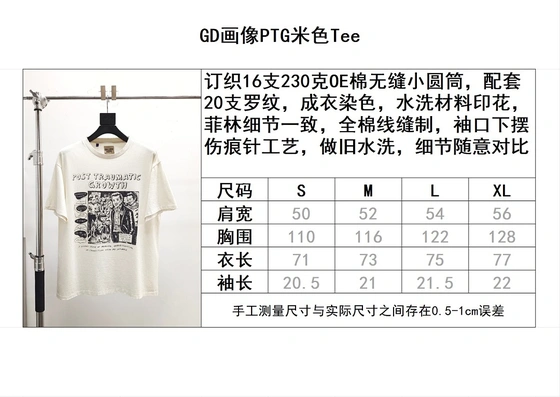 GD画像PTG米色Tee
订织16支230克OE棉无缝小圆筒，配套
20支罗纹，成衣染色，水洗材料印花，
菲林细节一致，全棉线缝制，袖口下摆
伤痕针工艺，做旧水洗，细节随意对比
POST TRAUMATIC
GROWTH
尺码 S M L XL
肩宽 50 52 54 56
胸围 110 116 122 128
衣长 71 73 75 77
袖长 20.5 21 21.5 22
手工测量尺寸与实际尺寸之间存在0.5-1cm误差